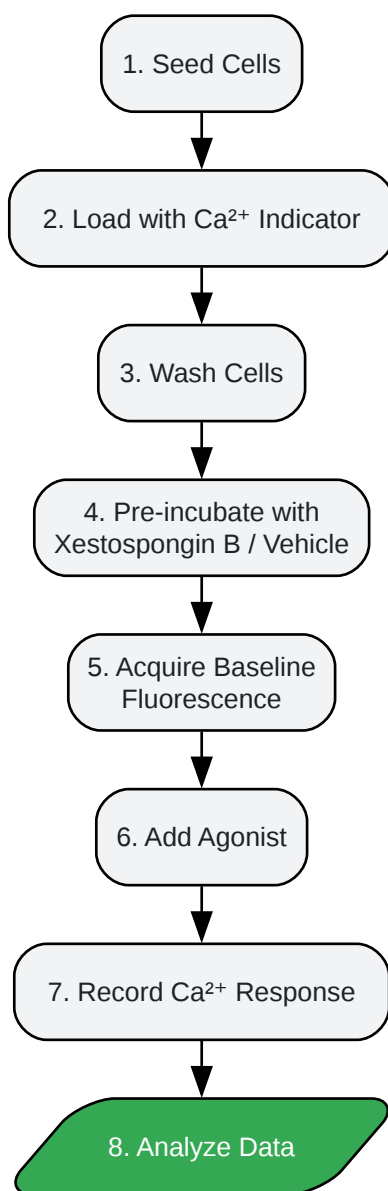 1. Seed Cells
2. Load with Ca²⁺ Indicator
3. Wash Cells
4. Pre-incubate with
Xestospongin B / Vehicle
5. Acquire Baseline
Fluorescence
6. Add Agonist
7. Record Ca²⁺ Response
8. Analyze Data